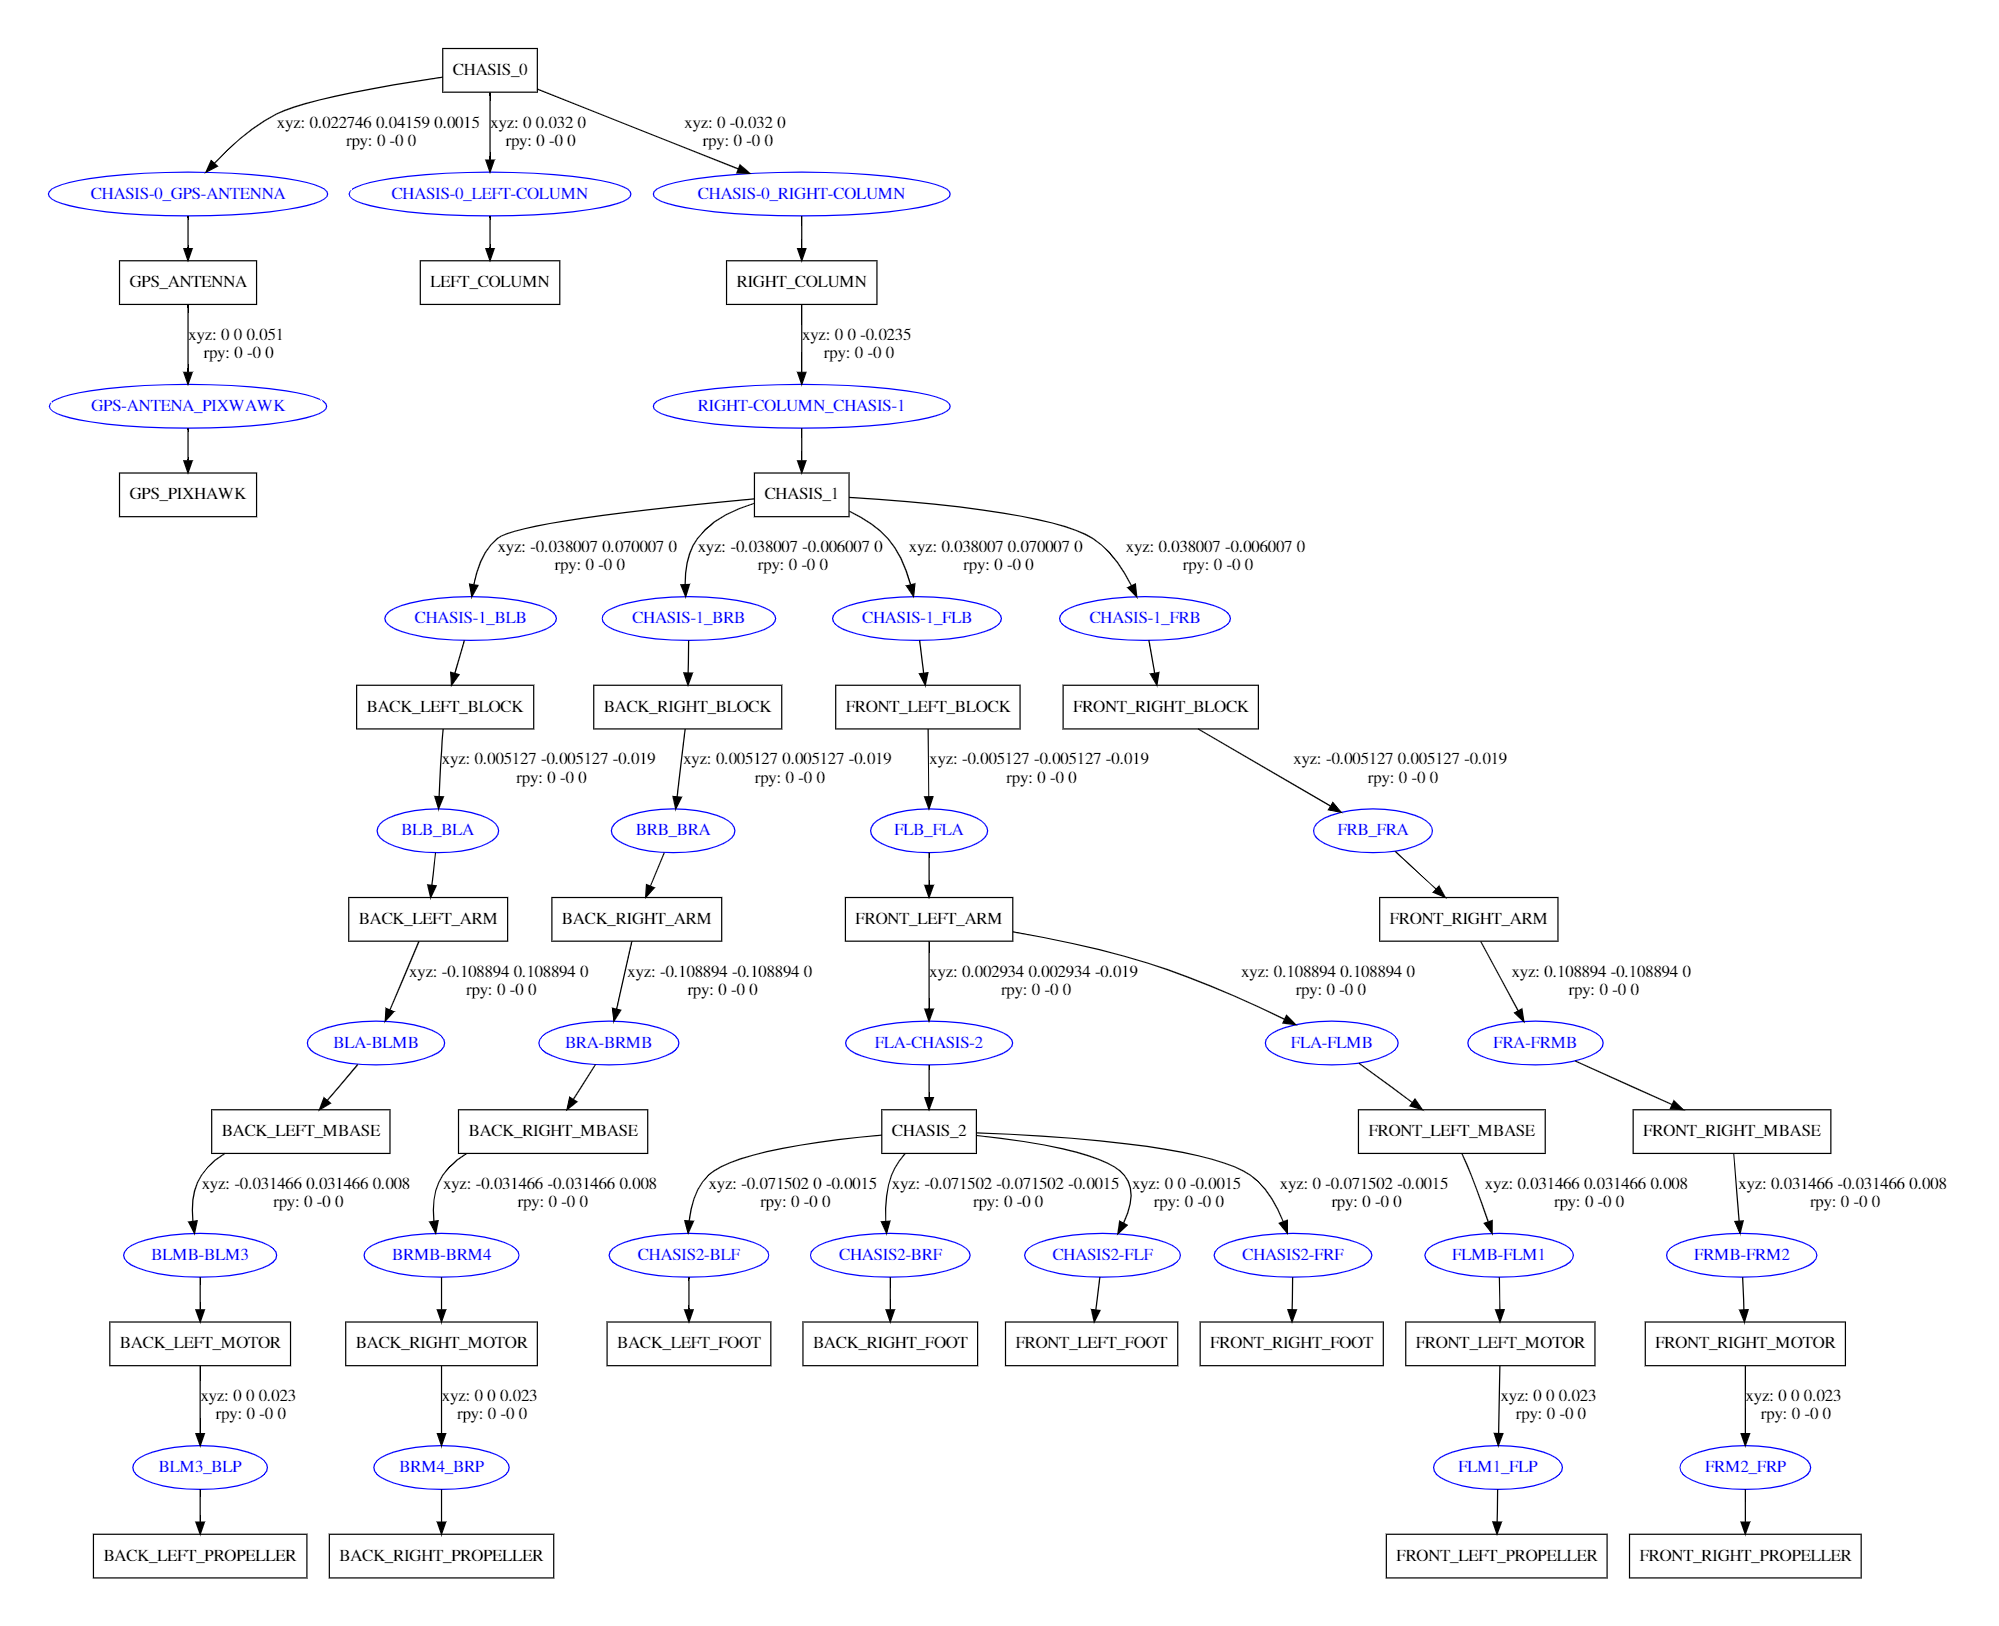 CHASIS_0
xyz: 0.022746 0.04159 0.0015
rpy: 0 -0 0
xyz: 0 0.032 0
rpy: 0 -0 0
xyz: 0 -0.032 0
rpy: 0 -0 0
CHASIS-0_GPS-ANTENNA
CHASIS-0_LEFT-COLUMN
CHASIS-0_RIGHT-COLUMN
GPS_ANTENNA
LEFT_COLUMN
RIGHT_COLUMN
xyz: 0 0 0.051
rpy: 0 -0 0
xyz: 0 0 -0.0235
rpy: 0 -0 0
GPS-ANTENA_PIXWAWK
RIGHT-COLUMN_CHASIS-1
GPS_PIXHAWK
CHASIS_1
xyz: -0.038007 0.070007 0
rpy: 0 -0 0
xyz: -0.038007 -0.006007 0
rpy: 0 -0 0
xyz: 0.038007 0.070007 0
rpy: 0 -0 0
xyz: 0.038007 -0.006007 0
rpy: 0 -0 0
CHASIS-1_BLB
CHASIS-1_BRB
CHASIS-1_FLB
CHASIS-1_FRB
BACK_LEFT_BLOCK
BACK_RIGHT_BLOCK
FRONT_LEFT_BLOCK
FRONT_RIGHT_BLOCK
xyz: 0.005127 -0.005127 -0.019
rpy: 0 -0 0
xyz: 0.005127 0.005127 -0.019
rpy: 0 -0 0
xyz: -0.005127 -0.005127 -0.019
rpy: 0 -0 0
xyz: -0.005127 0.005127 -0.019
rpy: 0 -0 0
BLB_BLA
BRB_BRA
FLB_FLA
FRB_FRA
BACK_LEFT_ARM
BACK_RIGHT_ARM
FRONT_LEFT_ARM
FRONT_RIGHT_ARM
xyz: -0.108894 0.108894 0
rpy: 0 -0 0
xyz: -0.108894 -0.108894 0
rpy: 0 -0 0
xyz: 0.002934 0.002934 -0.019
rpy: 0 -0 0
xyz: 0.108894 0.108894 0
rpy: 0 -0 0
xyz: 0.108894 -0.108894 0
rpy: 0 -0 0
BLA-BLMB
BRA-BRMB
FLA-CHASIS-2
FLA-FLMB
FRA-FRMB
BACK_LEFT_MBASE
BACK_RIGHT_MBASE
CHASIS_2
FRONT_LEFT_MBASE
FRONT_RIGHT_MBASE
xyz: -0.031466 0.031466 0.008
rpy: 0 -0 0
xyz: -0.031466 -0.031466 0.008
rpy: 0 -0 0
xyz: -0.071502 0 -0.0015
rpy: 0 -0 0
xyz: -0.071502 -0.071502 -0.0015
rpy: 0 -0 0
xyz: 0 0 -0.0015
rpy: 0 -0 0
xyz: 0 -0.071502 -0.0015
rpy: 0 -0 0
xyz: 0.031466 0.031466 0.008
rpy: 0 -0 0
xyz: 0.031466 -0.031466 0.008
rpy: 0 -0 0
BLMB-BLM3
BRMB-BRM4
CHASIS2-BLF
CHASIS2-BRF
CHASIS2-FLF
CHASIS2-FRF
FLMB-FLM1
FRMB-FRM2
BACK_LEFT_MOTOR
BACK_RIGHT_MOTOR
BACK_LEFT_FOOT
BACK_RIGHT_FOOT
FRONT_LEFT_FOOT
FRONT_RIGHT_FOOT
FRONT_LEFT_MOTOR
FRONT_RIGHT_MOTOR
xyz: 0 0 0.023
rpy: 0 -0 0
xyz: 0 0 0.023
rpy: 0 -0 0
xyz: 0 0 0.023
rpy: 0 -0 0
xyz: 0 0 0.023
rpy: 0 -0 0
BLM3_BLP
BRM4_BRP
FLM1_FLP
FRM2_FRP
BACK_LEFT_PROPELLER
BACK_RIGHT_PROPELLER
FRONT_LEFT_PROPELLER
FRONT_RIGHT_PROPELLER